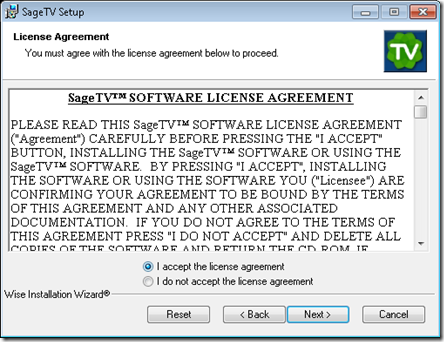 SageTV Setup
License Agreement
You must agree with the license agreement below to proceed.
TV
SageTV™ SOFTWARE LICENSE AGREEMENT
PLEASE READ THIS SageTV™ SOFTWARE LICENSE AGREEMENT
("Agreement") CAREFULLY BEFORE PRESSING THE "I ACCEPT"
BUTTON, INSTALLING THE SageTV™ SOFTWARE OR USING THE
SageTV™ SOFTWARE.  BY PRESSING "I ACCEPT", INSTALLING
THE SOFTWARE OR USING THE SOFTWARE YOU ("Licensee") ARE
CONFIRMING YOUR AGREEMENT TO BE BOUND BY THE TERMS
OF THIS AGREEMENT AND ANY OTHER ASSOCIATED
DOCUMENTATION.  IF YOU DO NOT AGREE TO THE TERMS OF
THIS AGREEMENT PRESS "I DO NOT ACCEPT" AND DELETE ALL
COPIES OF THE SOFTWARE AND RETURN THE CD-ROM, IF
I accept the license agreement
I do not accept the license agreement
Wise Installation Wizard®
Reset
< Back
Next >
Cancel